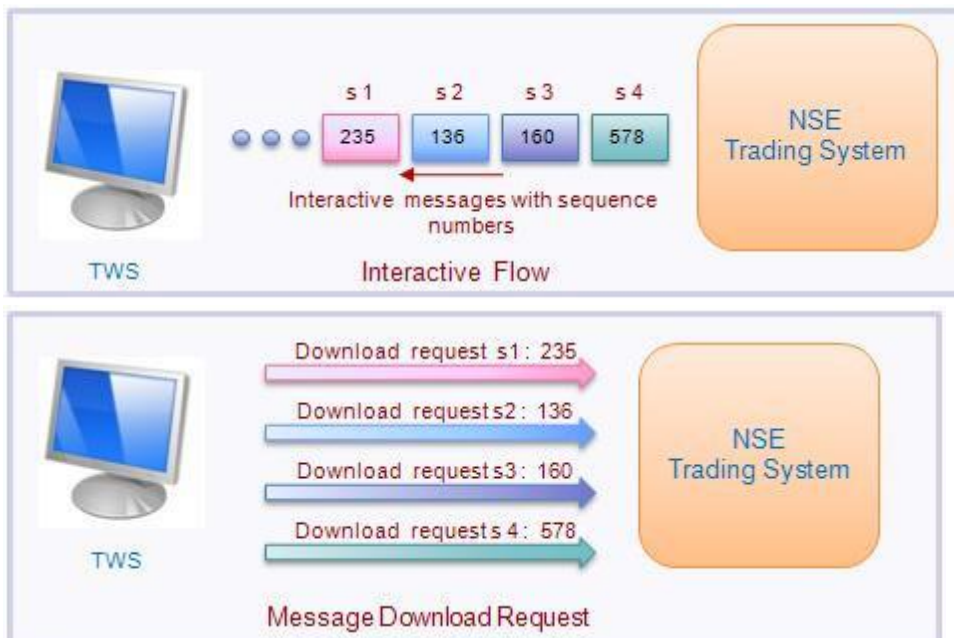 s 1 s 2 s 3 s 4
235 136 160 578
NSE
Trading System
Interactive messages with sequence
numbers
TWS
Interactive Flow
Download request s1: 235
Download request s2: 136
Download request s3: 160
Download request s 4: 578
NSE
Trading System
TWS
Message Download Request